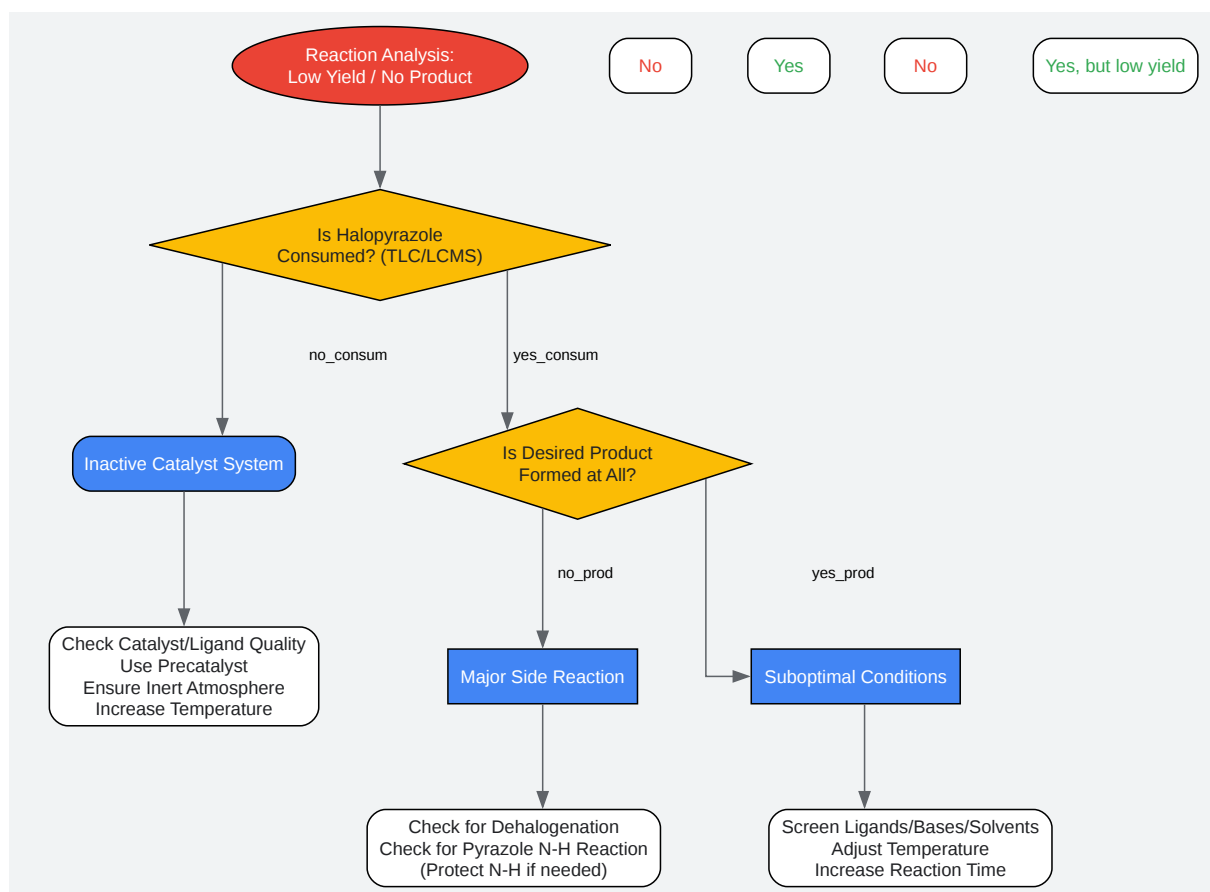 Reaction Analysis:
Low Yield / No Product
No
Yes
No
Yes, but low yield
Is Halopyrazole
Consumed? (TLC/LCMS)
no_consum
yes_consum
Inactive Catalyst System
Is Desired Product
Formed at All?
no_prod
yes_prod
Check Catalyst/Ligand Quality
Use Precatalyst
Ensure Inert Atmosphere
Increase Temperature
Major Side Reaction
Suboptimal Conditions
Check for Dehalogenation
Check for Pyrazole N-H Reaction
(Protect N-H if needed)
Screen Ligands/Bases/Solvents
Adjust Temperature
Increase Reaction Time